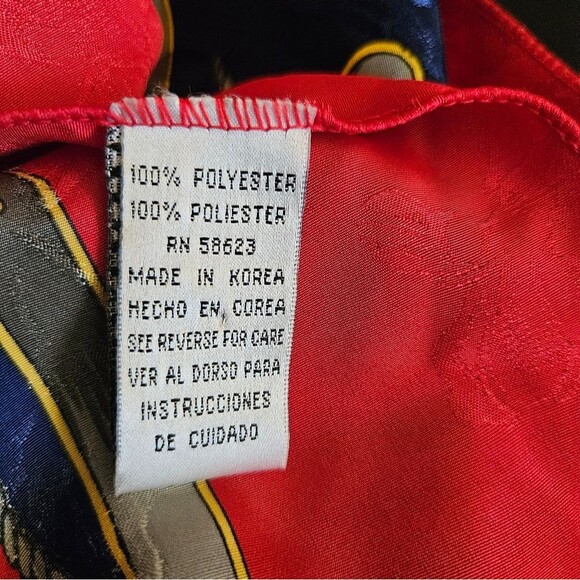 100% POLYESTER
100% POLIESTER
RN 58623
MADE IN KOREA
HECHO EN COREA
SEE REVERSE FOR CARE
VER AL DORSO PARA
INSTRUCCIONES
DE CUIDADO